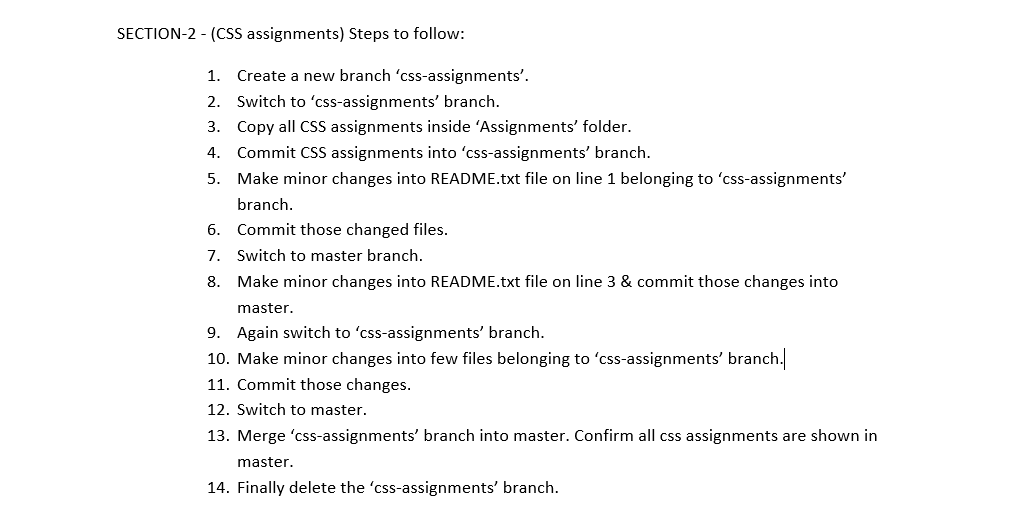 SECTION-2 - (CSS assignments) Steps to follow:
1. Create a new branch ‘css-assignments’.
2. Switch to ‘css-assignments’ branch.
3. Copy all CSS assignments inside ‘Assignments’ folder.
4. Commit CSS assignments into ‘css-assignments’ branch.
5. Make minor changes into README.txt file on line 1 belonging to ‘css-assignments’
branch.
6. Commit those changed files.
7. Switch to master branch.
8. Make minor changes into README.txt file on line 3 & commit those changes into
master.
9. Again switch to ‘css-assignments’ branch.
10. Make minor changes into few files belonging to ‘css-assignments’ branch.
11. Commit those changes.
12. Switch to master.
13. Merge ‘css-assignments’ branch into master. Confirm all css assignments are shown in
master.
14. Finally delete the ‘css-assignments’ branch.